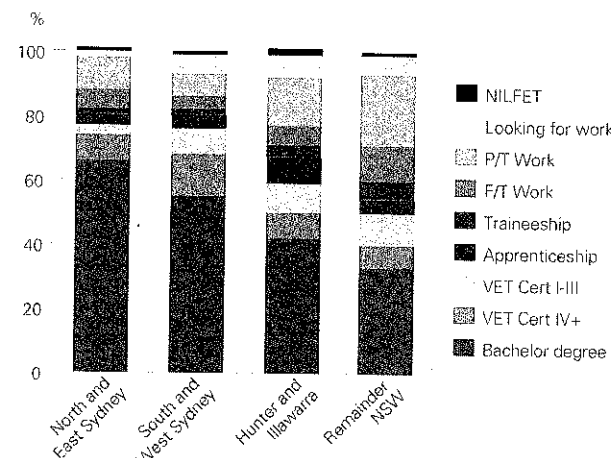 %
100
80
60
40
20
0
North and
East Sydney
South and
West Sydney
Hunter and
Illawarra
Remainder
NSW
NILFET
Looking for work
P/T Work
F/T Work
Traineeship
Apprenticeship
VET Cert I-III
VET Cert IV+
Bachelor degree